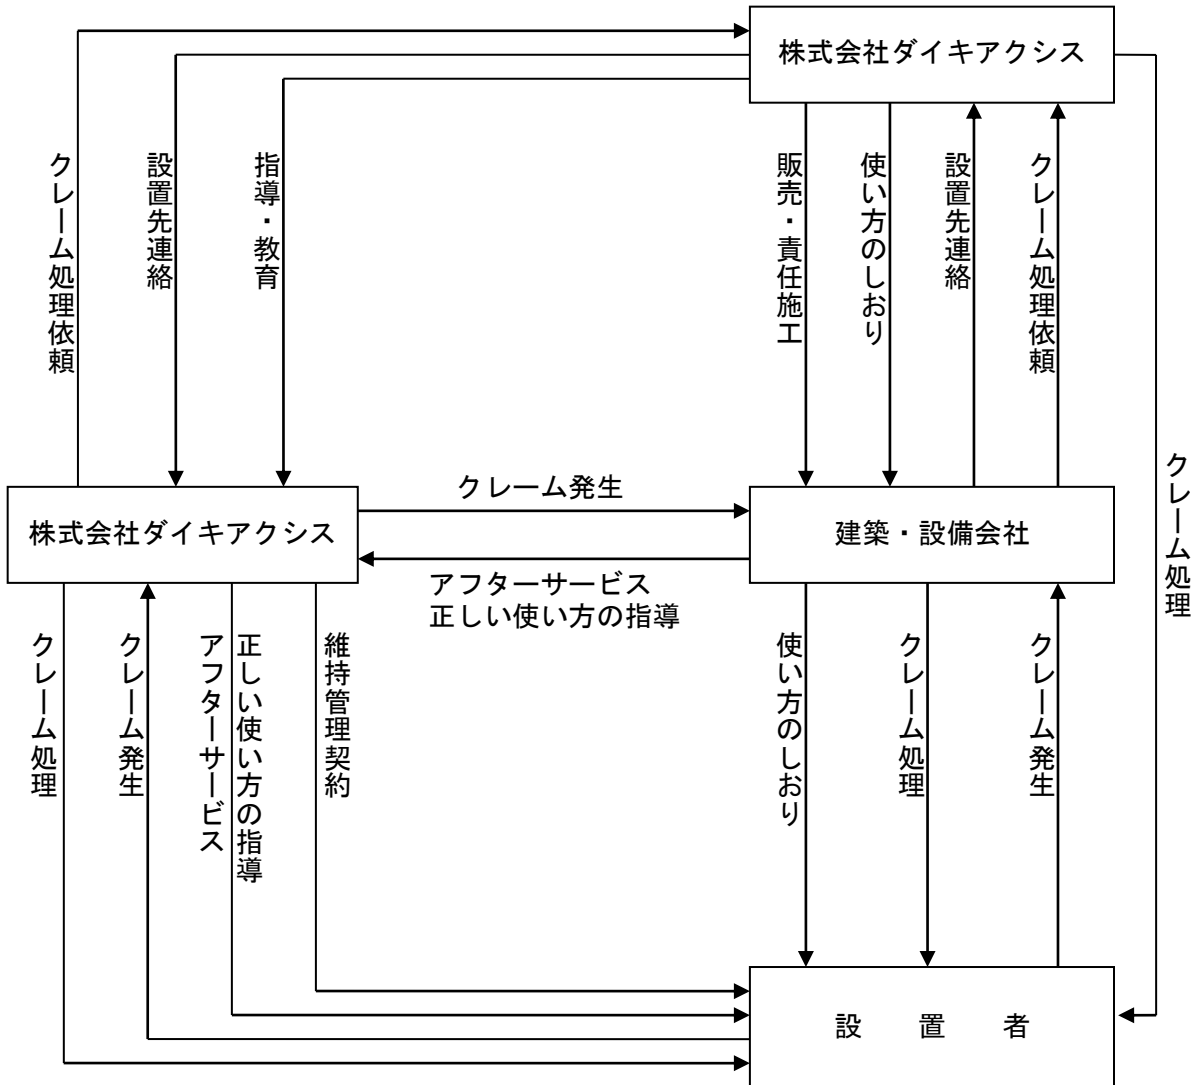 株式会社ダイキアクシス
クレーム処理依頼
設置先連絡
指導・教育
販売・責任施工
使い方のしおり
設置先連絡
クレーム処理依頼
クレーム処理
クレーム発生
株式会社ダイキアクシス
建築・設備会社
アフターサービス
正しい使い方の指導
クレーム処理
クレーム発生
正しい使い方の指導
アフターサービス
維持管理契約
使い方のしおり
クレーム処理
クレーム発生
設　置　者